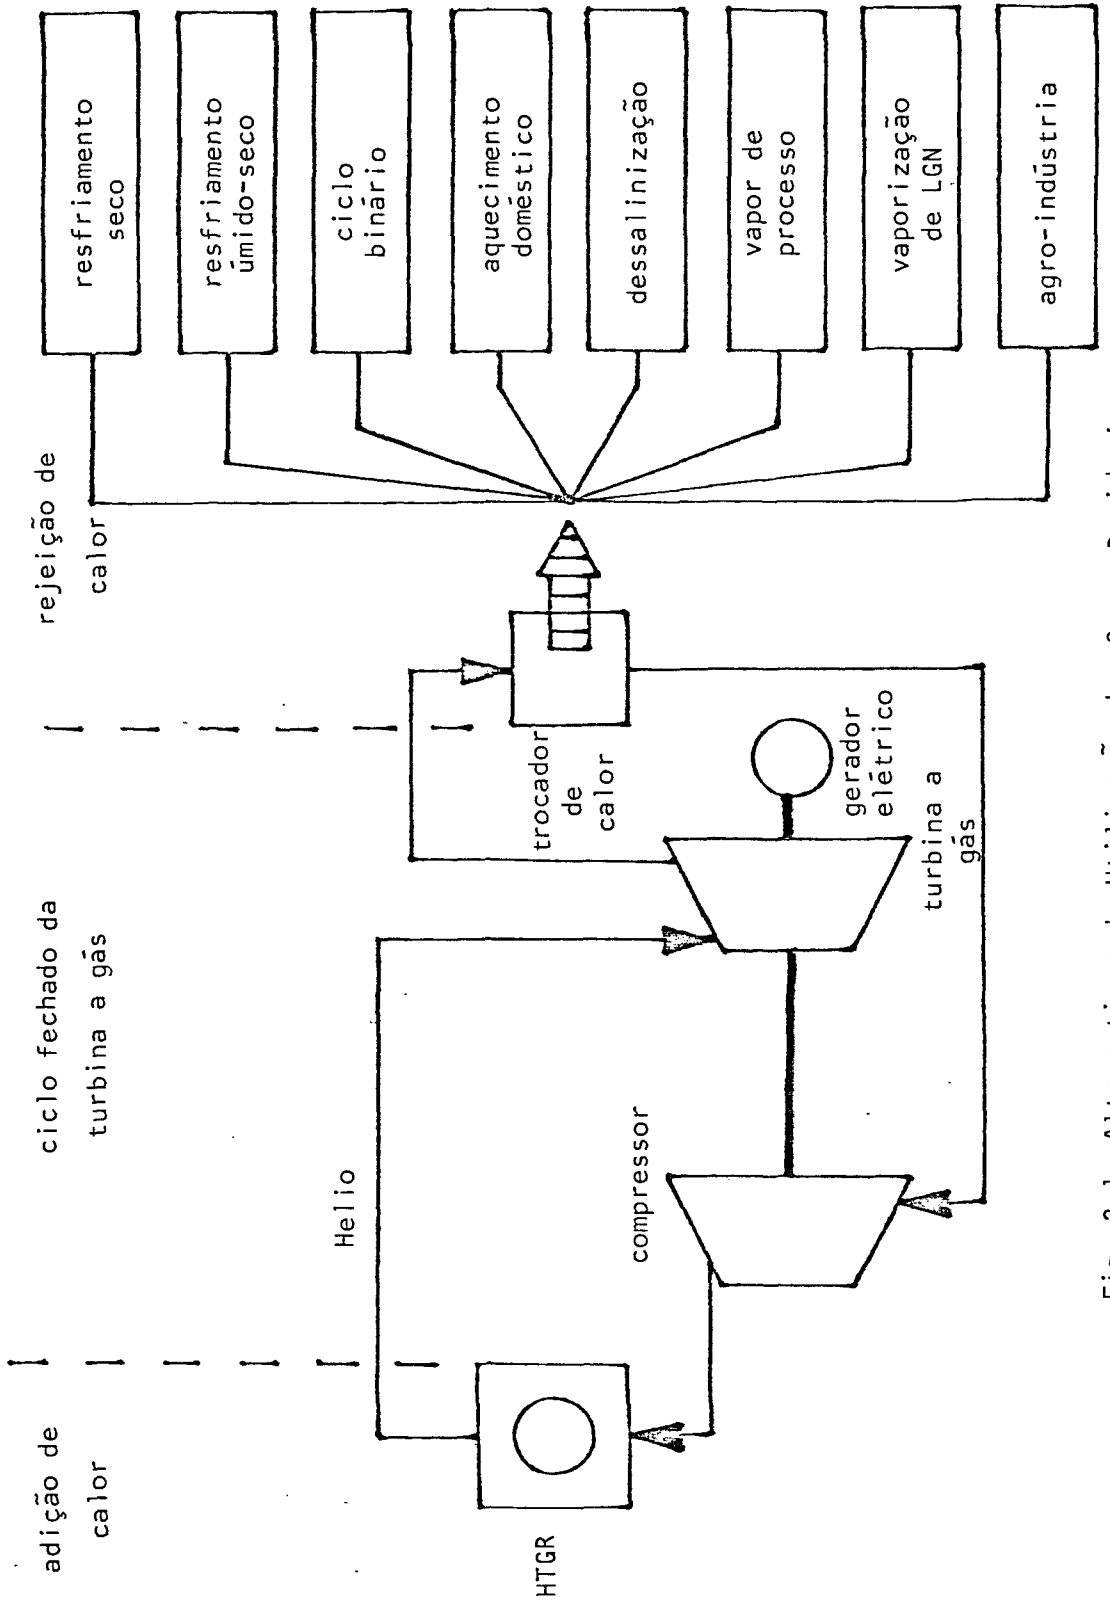 adição de
calor
ciclo fechado da
turbina a gás
rejeição de
calor
HTGR
Helio
compressor
turbina a
gás
gerador
elétrico
trocador
de
calor
resfriamento
seco
resfriamento
úmido-seco
ciclo
binário
aquecimento
doméstico
dessalinização
vapor de
processo
vaporização
de LGN
agro-indústria